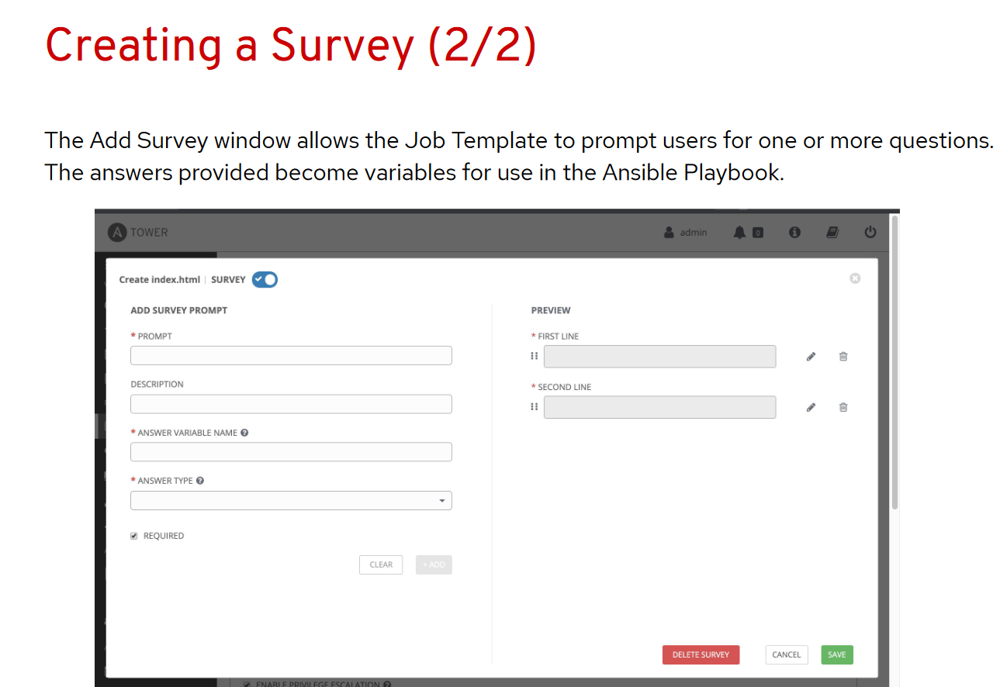 Creating a Survey (2/2)
The Add Survey window allows the Job Template to prompt users for one or more questions.
The answers provided become variables for use in the Ansible Playbook.
TOWER
admin
0
Create index.html | SURVEY
ADD SURVEY PROMPT
* PROMPT
DESCRIPTION
* ANSWER VARIABLE NAME ?
* ANSWER TYPE ?
REQUIRED
CLEAR
+ ADD
PREVIEW
* FIRST LINE
* SECOND LINE
DELETE SURVEY
CANCEL
SAVE
ENABLE PRIVILEGE ESCALATION ?